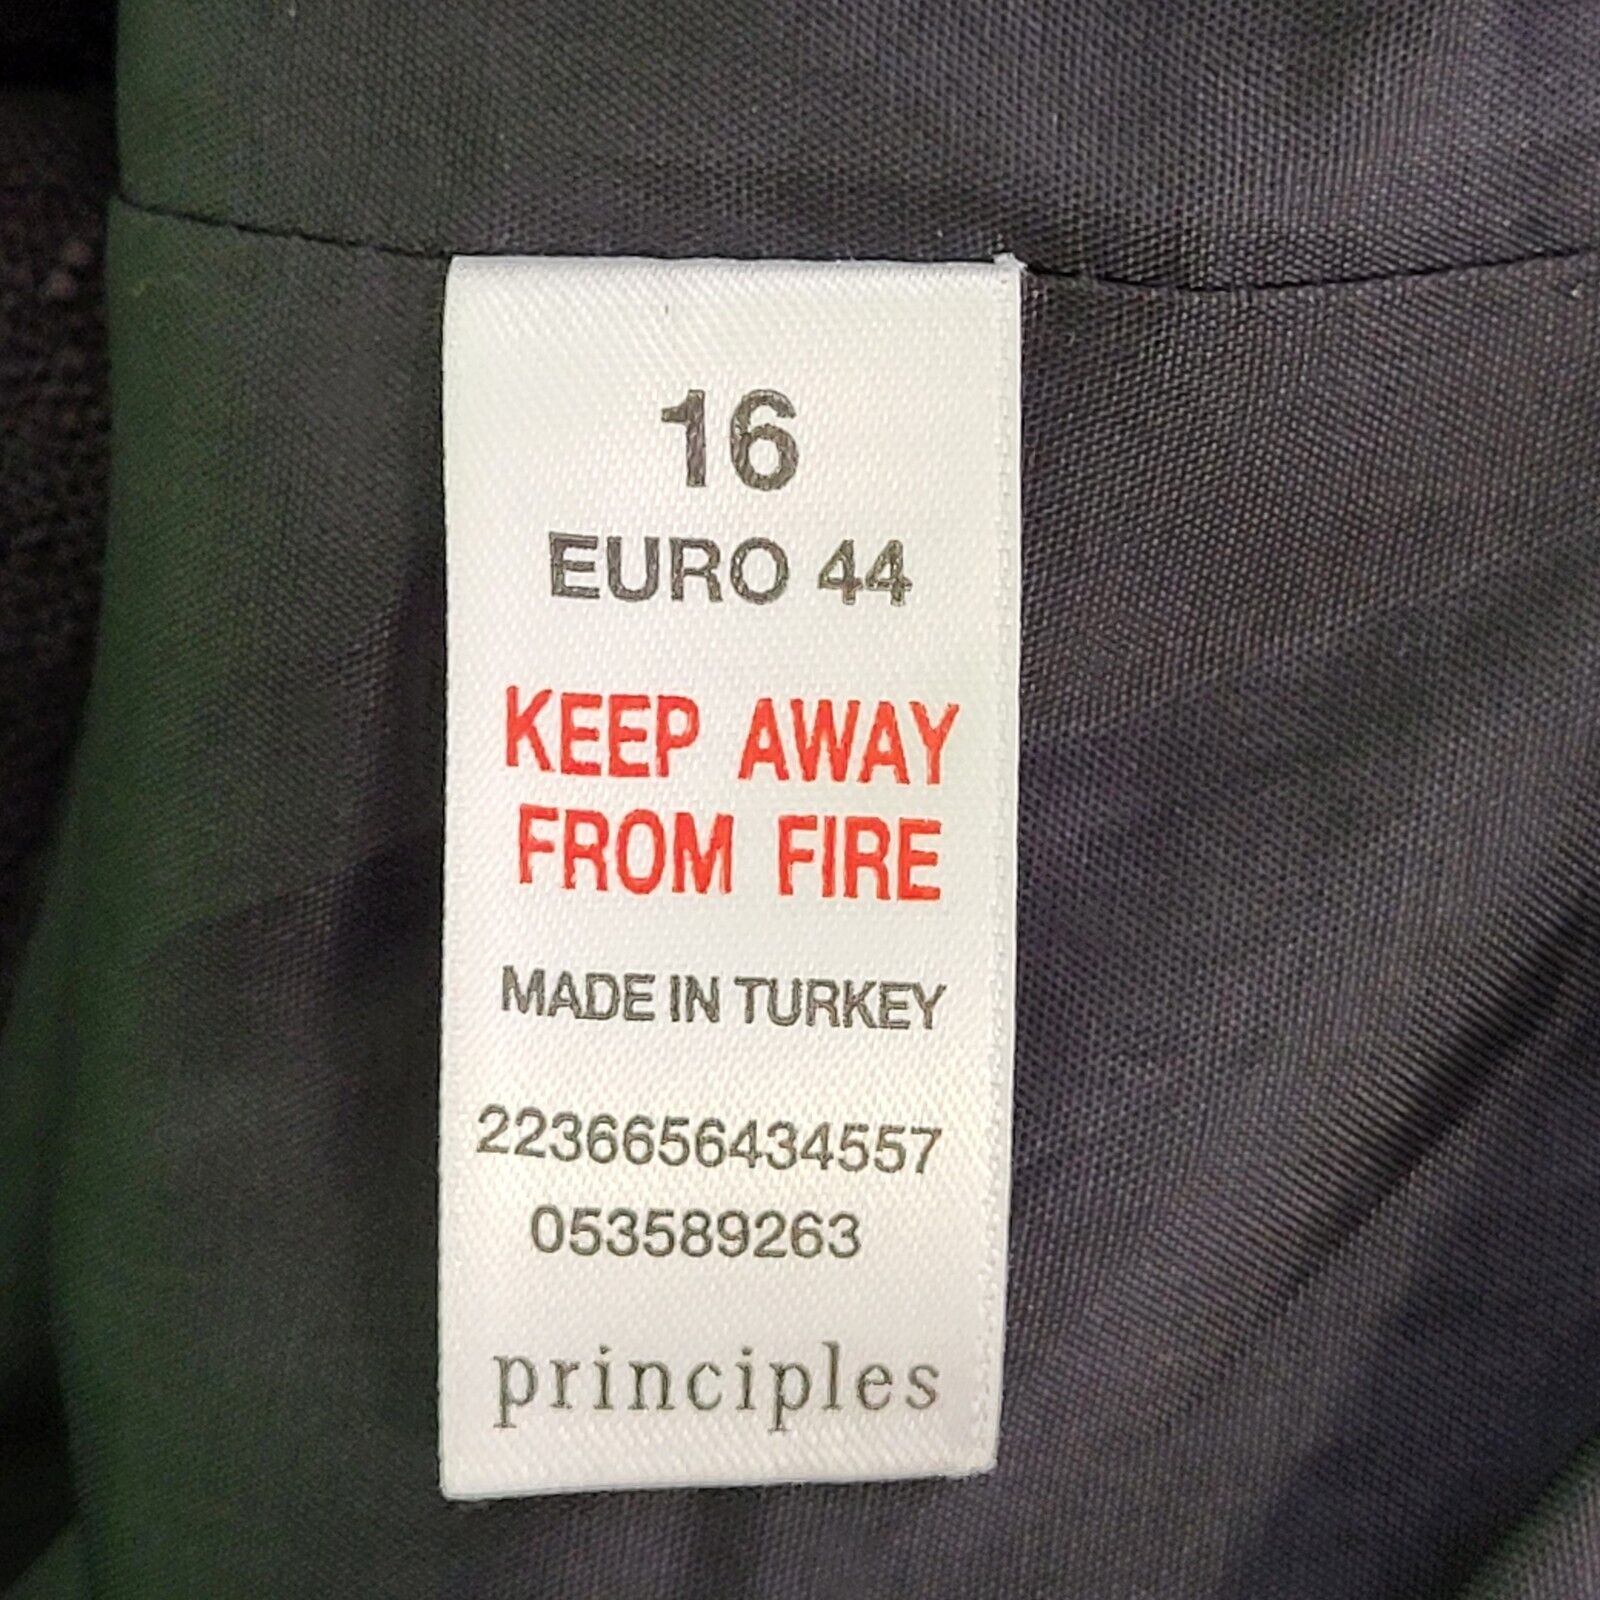 16
EURO 44
KEEP AWAY
FROM FIRE
MADE IN TURKEY
2236656434557
053589263
principles